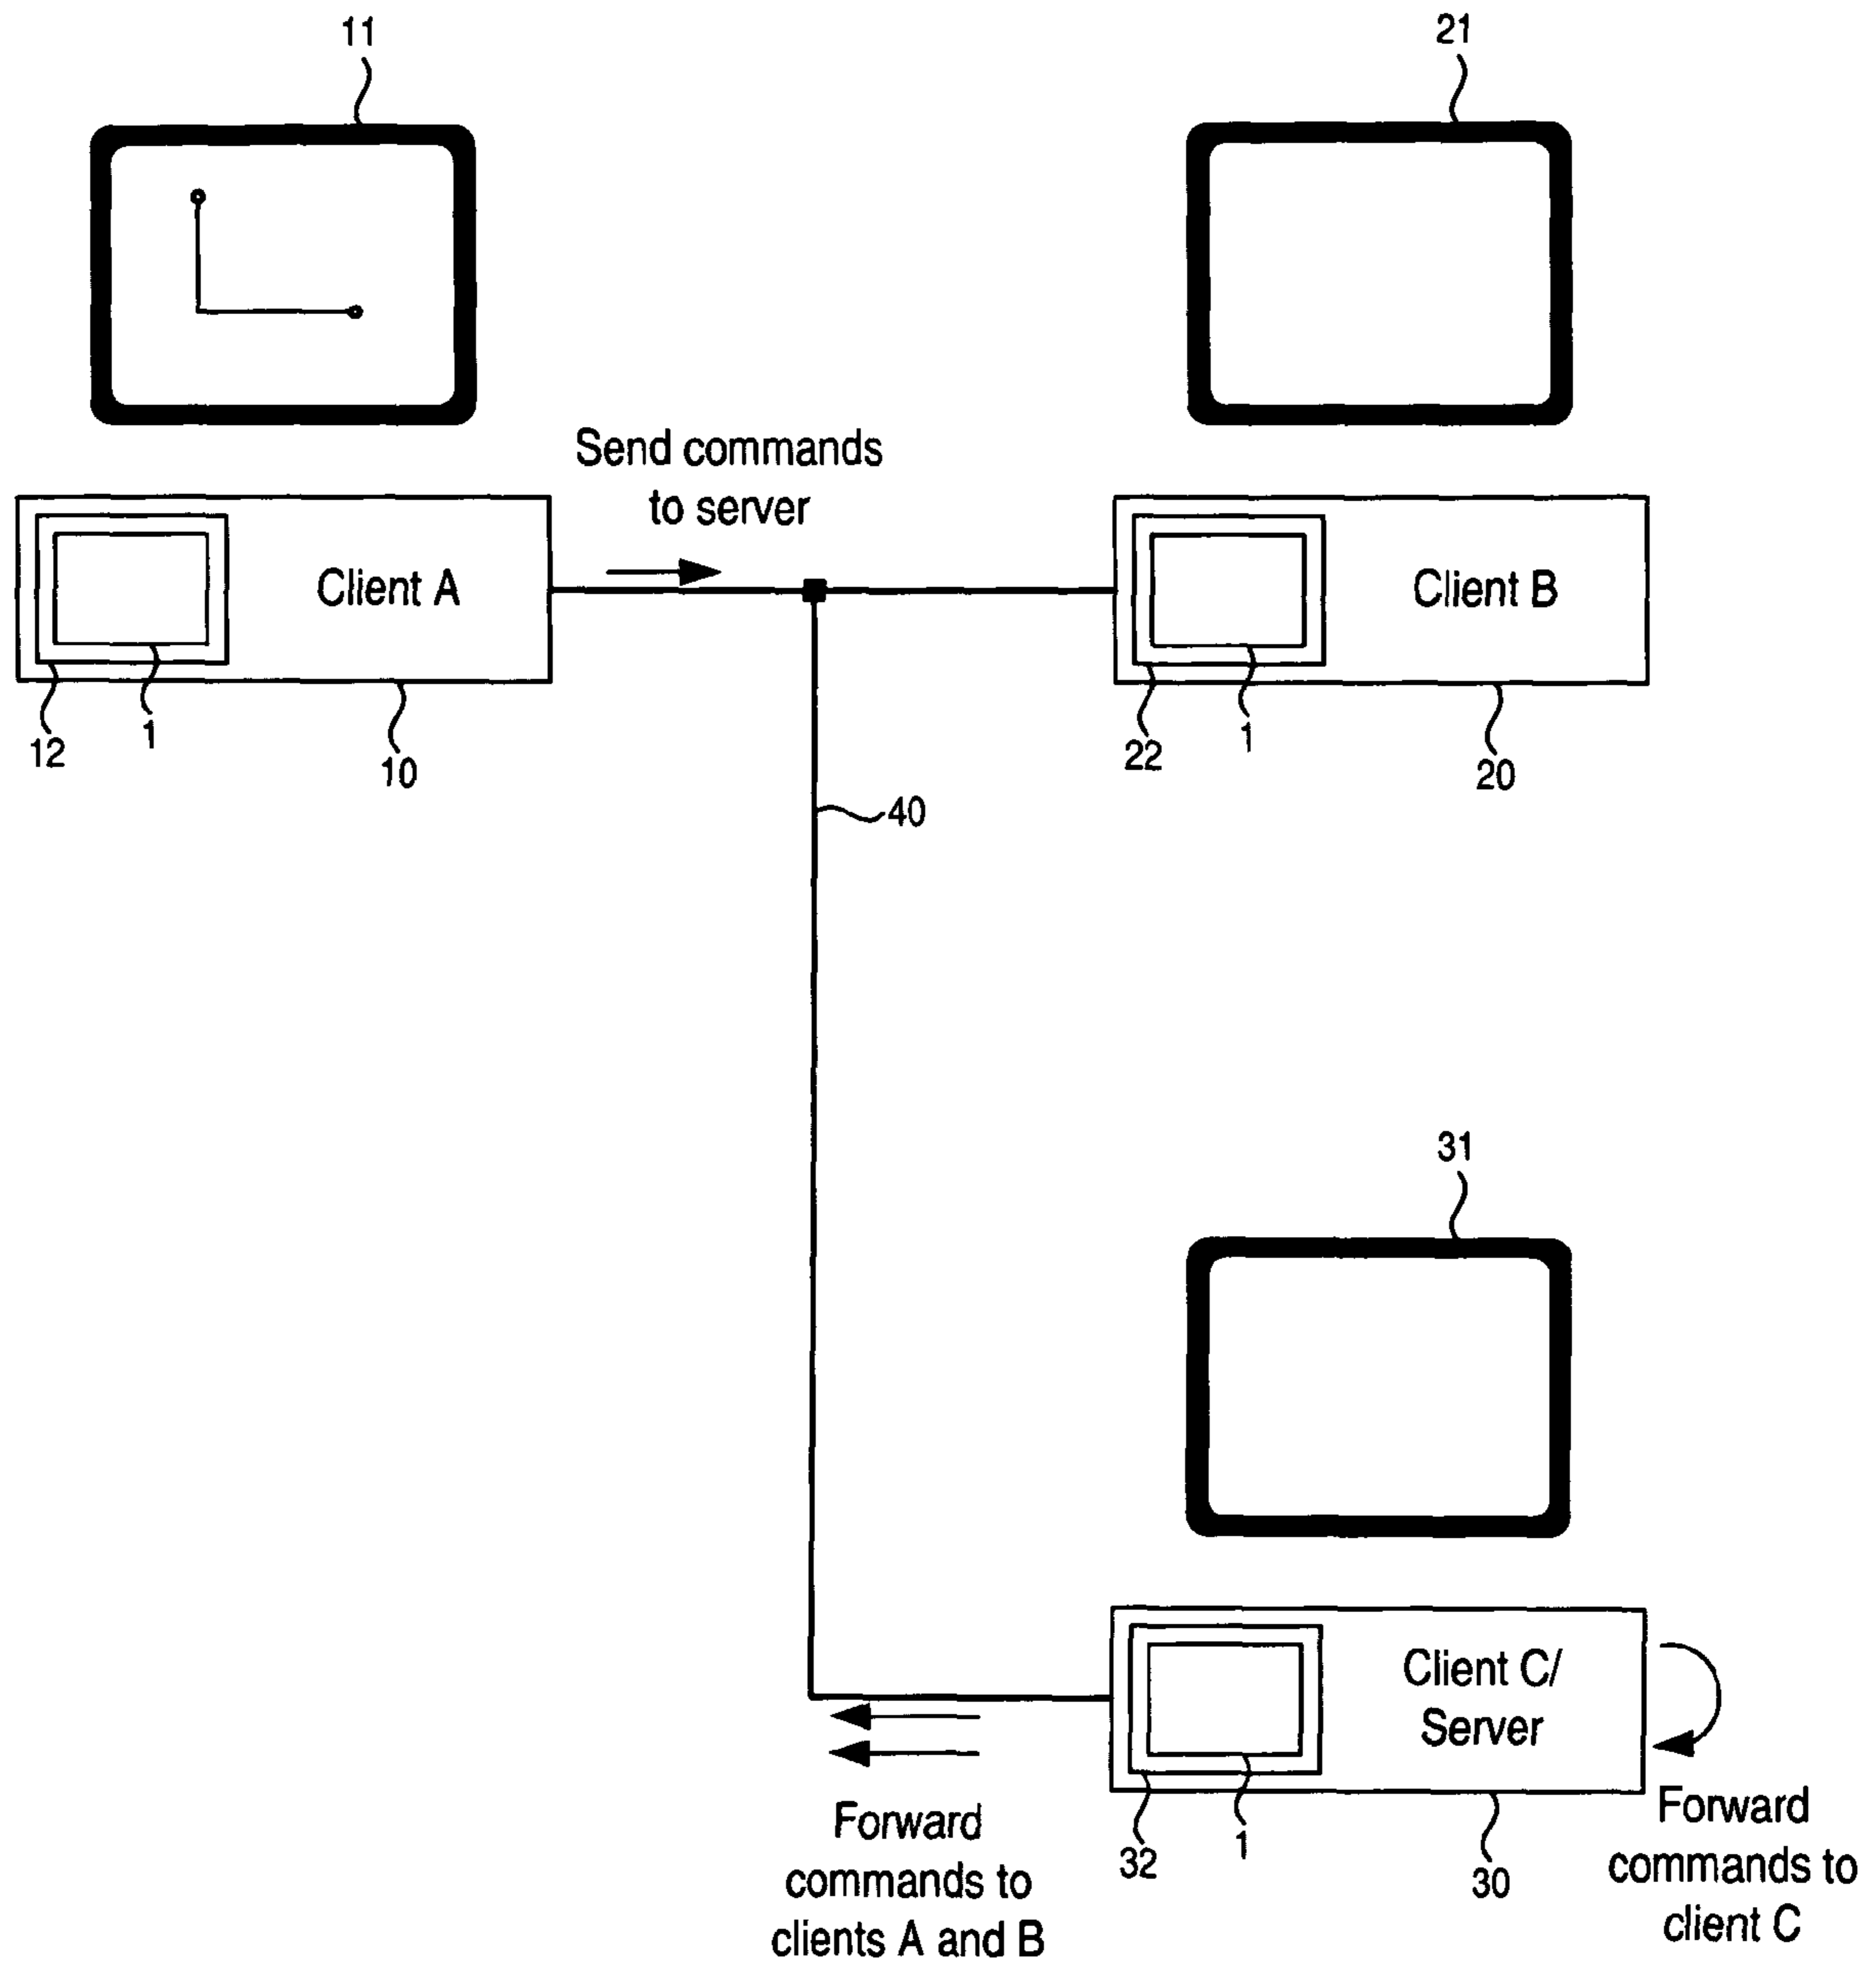 11
21
Send commands
to server
Client A
Client B
12
1
10
22
1
20
40
31
Client C/
Server
32
1
30
Forward
commands to
clients A and B
Forward
commands to
client C